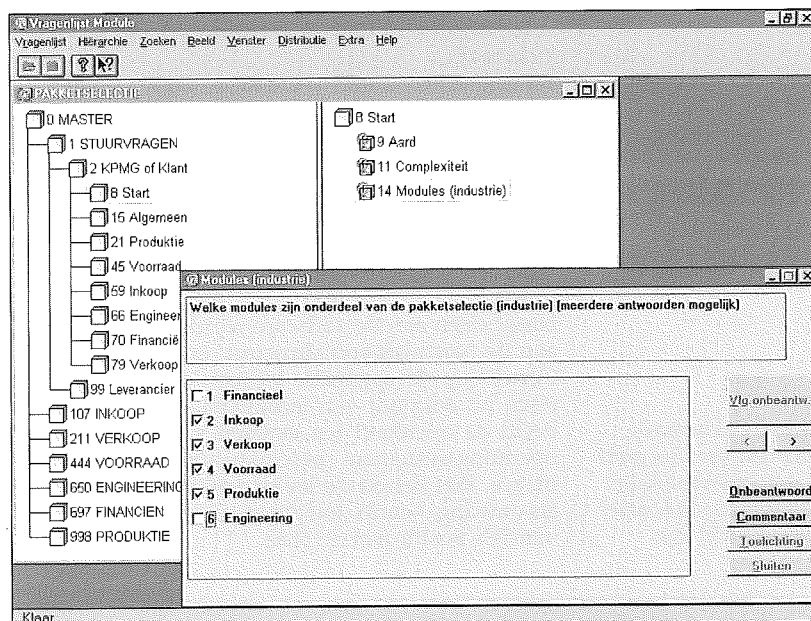 Vragenlijst Module
Vragenlijst Hiërarchie Zoeken Beeld Venster Distributie Extra Help
PAKKETSELECTIE
0 MASTER
1 STUURVRAGEN
2 KPMG of Klant
8 Start
15 Algemeen
21 Produktie
45 Voorraad
59 Inkoop
66 Engineer
70 Financië
79 Verkoop
99 Leverancier
107 INKOOP
211 VERKOOP
444 VOORRAAD
650 ENGINEERING
697 FINANCIEN
998 PRODUKTIE
8 Start
9 Aard
11 Complexiteit
14 Modules (industrie)
Modules (industrie)
Welke modules zijn onderdeel van de pakketselectie (industrie) (meerdere antwoorden mogelijk)
1 Financieel
2 Inkoop
3 Verkoop
4 Voorraad
5 Produktie
6 Engineering
Vlg.onbeantw.
< >
Onbeantwoord
Commentaar
Toelichting
Sluiten
Klaar